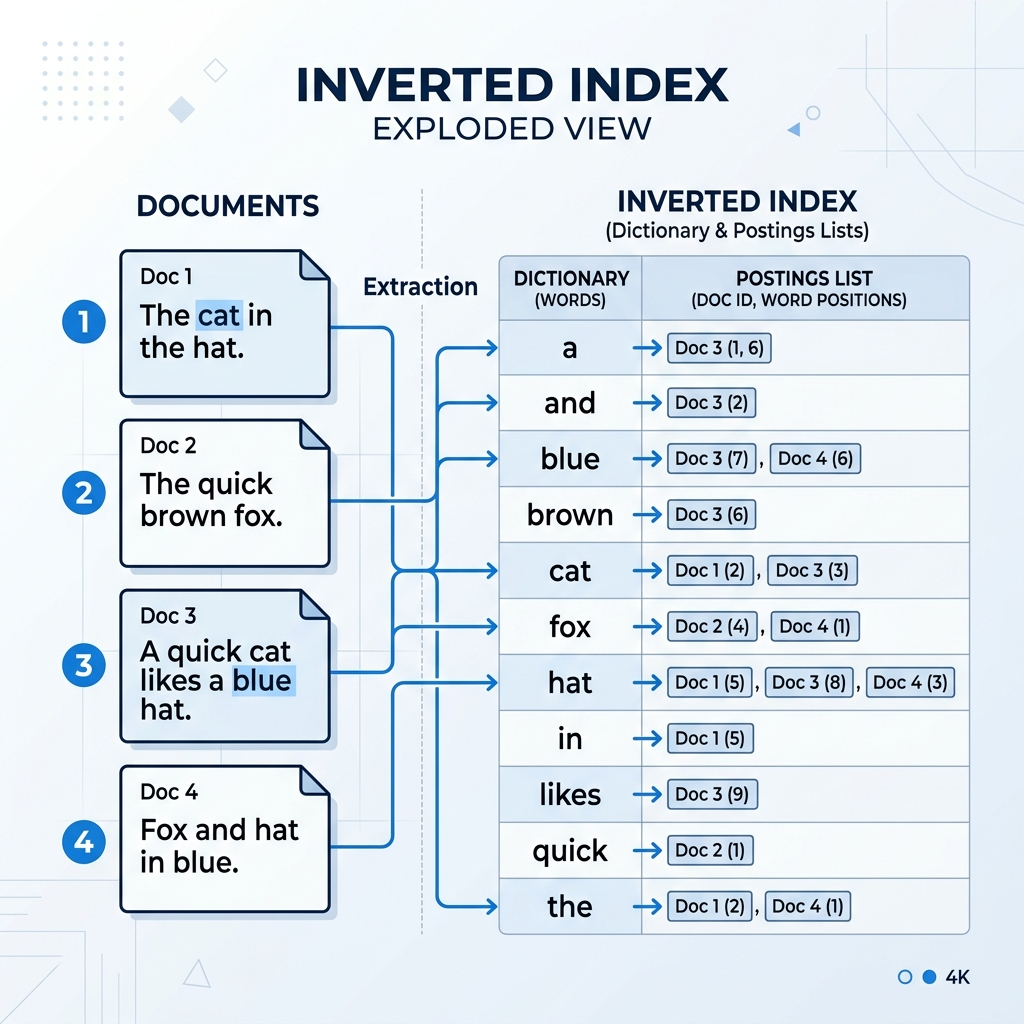 INVERTED INDEX
EXPLODED VIEW
DOCUMENTS
1
Doc 1
The cat in
the hat.
2
Doc 2
The quick
brown fox.
3
Doc 3
A quick cat
likes a blue
hat.
4
Doc 4
Fox and hat
in blue.
Extraction
INVERTED INDEX
(Dictionary & Postings Lists)
DICTIONARY
(WORDS)
POSTINGS LIST
(DOC ID, WORD POSITIONS)
a Doc 3 (1, 6)
and Doc 3 (2)
blue Doc 3 (7) , Doc 4 (6)
brown Doc 3 (6)
cat Doc 1 (2) , Doc 3 (3)
fox Doc 2 (4) , Doc 4 (1)
hat Doc 1 (5) , Doc 3 (8) , Doc 4 (3)
in Doc 1 (5)
likes Doc 3 (9)
quick Doc 2 (1)
the Doc 1 (2) , Doc 4 (1)
4K